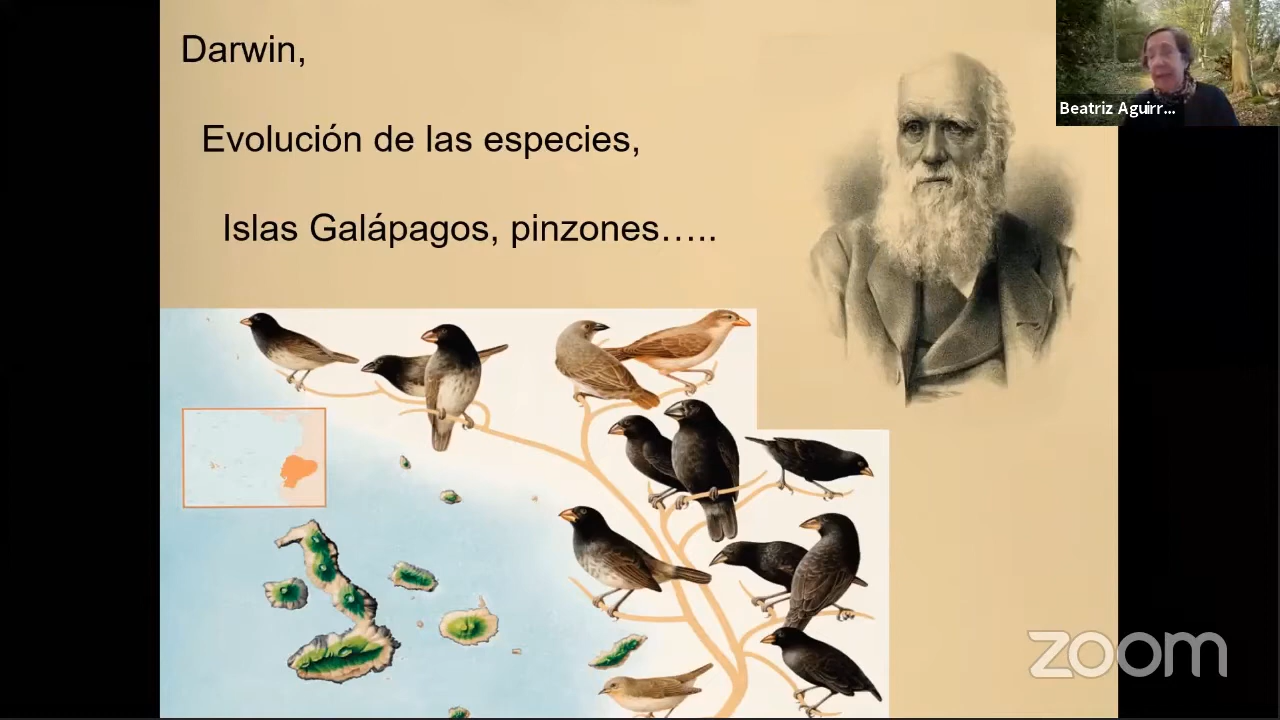 Darwin,
Evolución de las especies,
Islas Galápagos, pinzones.....
Beatriz Aguirr...
zoom